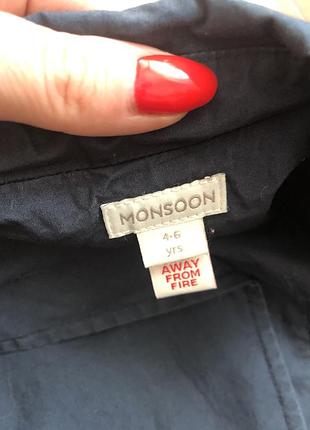 MONSOON
4-6
yrs
AWAY
FROM
FIRE